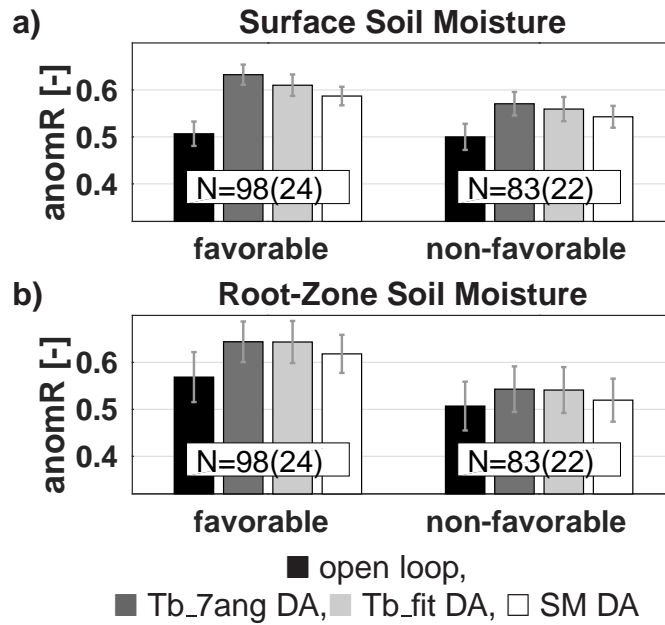 a) Surface Soil Moisture
anomR [-]
0.6
0.5
0.4
N=98(24) N=83(22)
favorable non-favorable
b) Root-Zone Soil Moisture
anomR [-]
0.6
0.5
0.4
N=98(24) N=83(22)
favorable non-favorable
open loop,
Tb_7ang DA, Tb_fit DA, SM DA